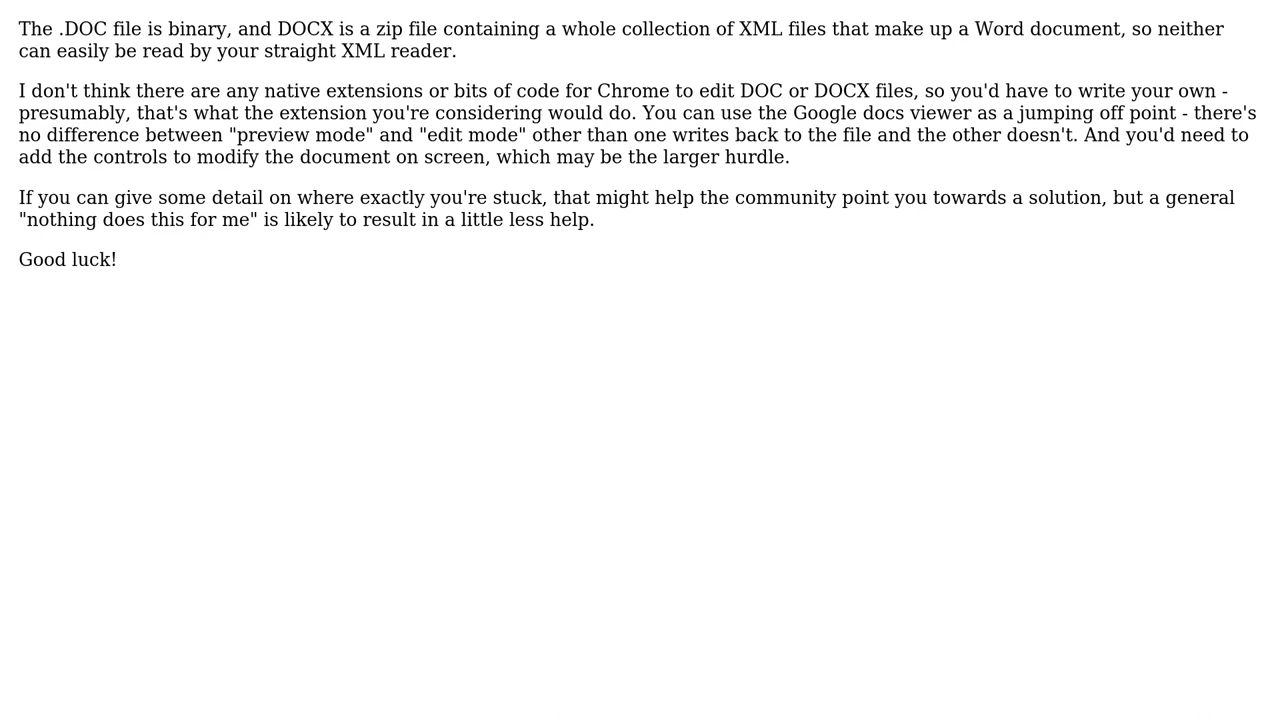 The .DOC file is binary, and DOCX is a zip file containing a whole collection of XML files that make up a Word document, so neither
can easily be read by your straight XML reader.
I don't think there are any native extensions or bits of code for Chrome to edit DOC or DOCX files, so you'd have to write your own -
presumably, that's what the extension you're considering would do. You can use the Google docs viewer as a jumping off point - there's
no difference between "preview mode" and "edit mode" other than one writes back to the file and the other doesn't. And you'd need to
add the controls to modify the document on screen, which may be the larger hurdle.
If you can give some detail on where exactly you're stuck, that might help the community point you towards a solution, but a general
"nothing does this for me" is likely to result in a little less help.
Good luck!